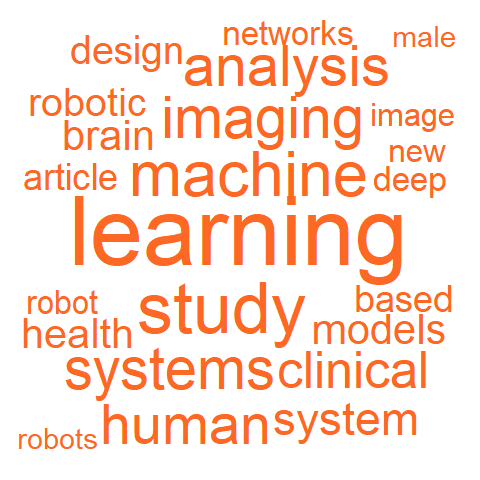 networks male
design analysis
robotic imaging image
brain new
article machine deep
learning
robot study based
health models
systems clinical
human system
robots